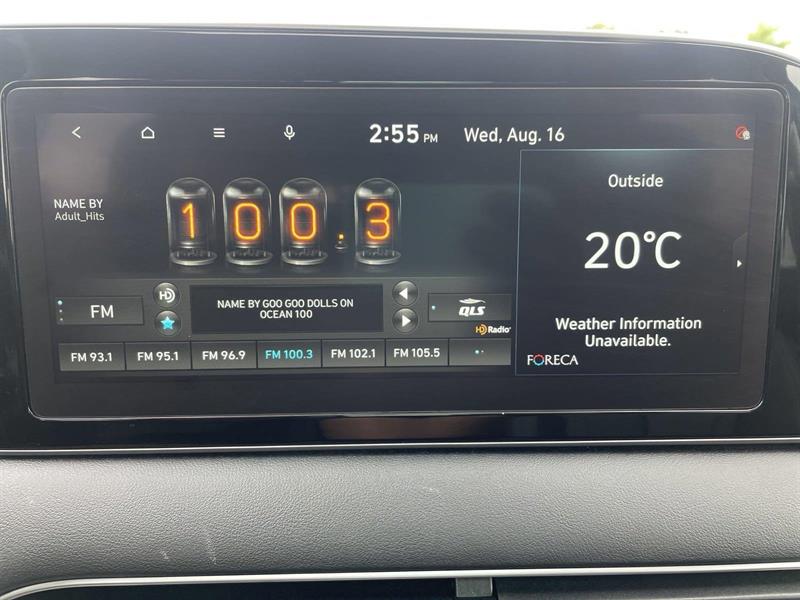 2:55 PM Wed, Aug. 16
NAME BY
Adult_Hits
100.3
FM
HD
NAME BY GOO GOO DOLLS ON
OCEAN 100
QLS
HD Radio
FM 93.1 FM 95.1 FM 96.9 FM 100.3 FM 102.1 FM 105.5
Outside
20°C
Weather Information
Unavailable.
FORECA